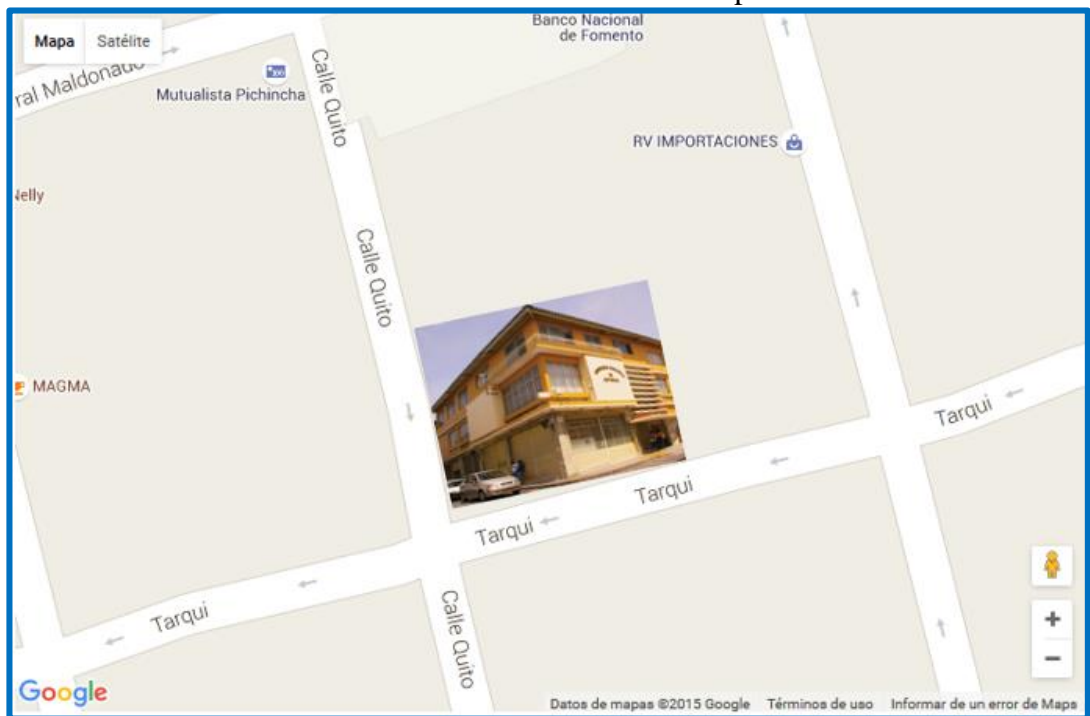 Mapa
Satélite
Banco Nacional
de Fomento
ral Maldonado
Mutualista Pichincha
Calle Quito
RV IMPORTACIONES
Nelly
Calle Quito
MAGMA
Tarqui
Tarqui
Tarqui
Tarqui
Calle Quito
Google
Datos de mapas ©2015 Google
Términos de uso
Informar de un error de Maps